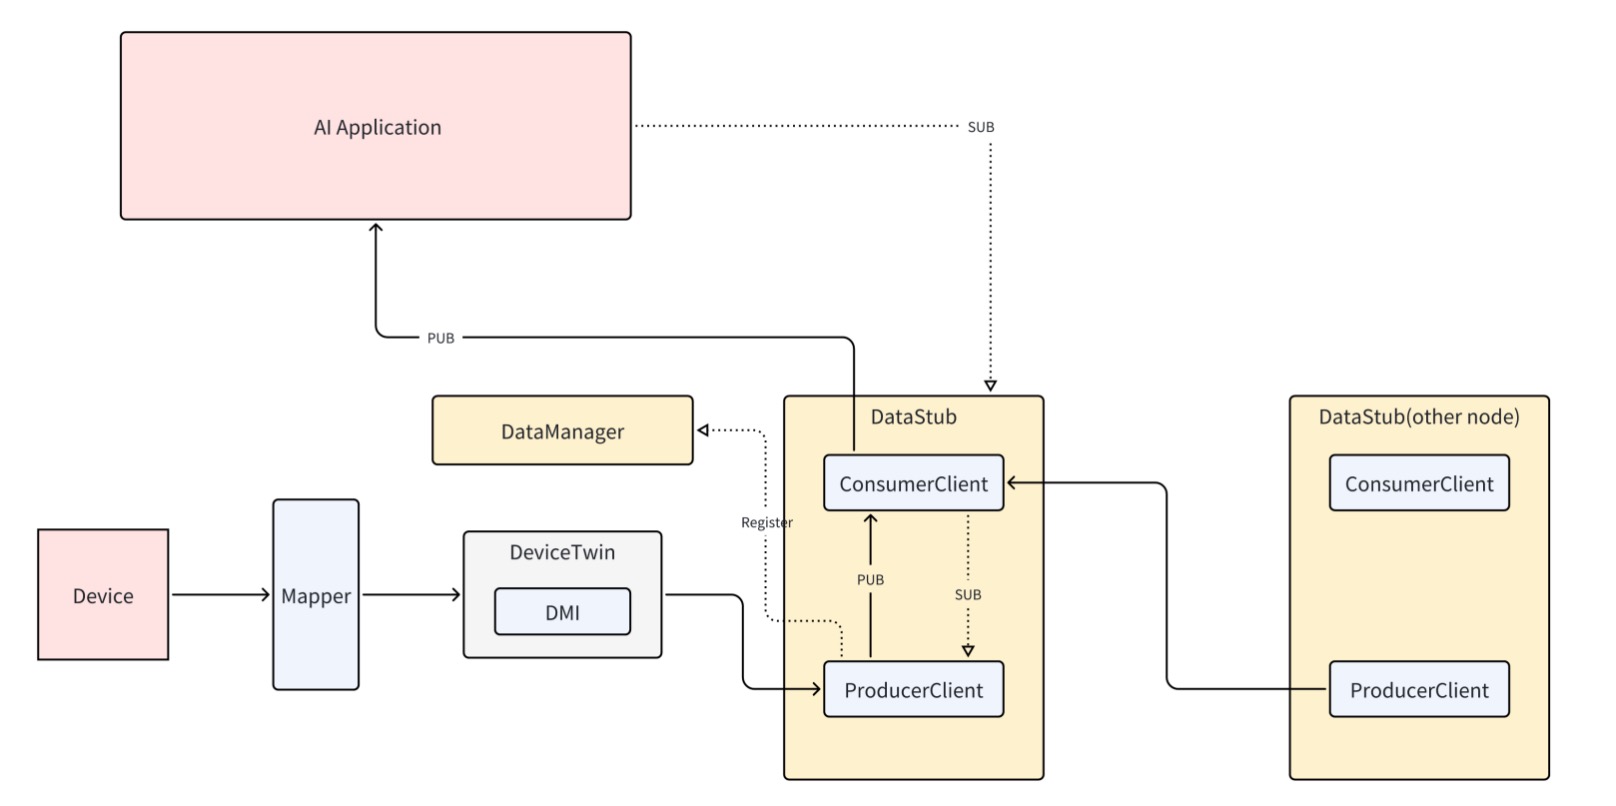 AI Application
SUB
PUB
DataManager
DataStub
DataStub(other node)
ConsumerClient
ConsumerClient
Register
DeviceTwin
PUB
SUB
Device
Mapper
DMI
ProducerClient
ProducerClient